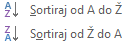 A
Z Sortiraj od A do Ž
Z
A Sortiraj od Ž do A